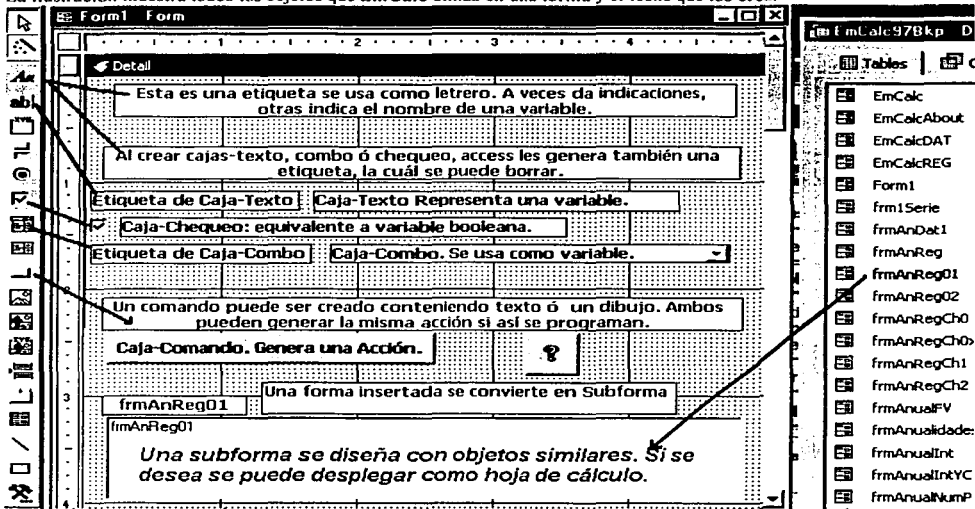 Form1 Form
Detail
Esta es una etiqueta se usa como letrero. A veces da indicaciones,
otras indica el nombre de una variable.
Al crear cajas-texto, combo ó chequeo, access les genera también una
etiqueta, la cuál se puede borrar.
Etiqueta de Caja-Texto Caja-Texto Representa una variable.
Caja-Chequeo: equivalente a variable booleana.
Etiqueta de Caja-Combo Caja-Combo. Se usa como variable.
Un comando puede ser creado conteniendo texto ó un dibujo. Ambos
pueden generar la misma acción si así se programan.
Caja-Comando. Genera una Acción. ?
Una forma insertada se convierte en Subforma
frmAnReg01
frmAnReg01
Una subforma se diseña con objetos similares. Si se
desea se puede desplegar como hoja de cálculo.
EmCalc97Bkp D
Tables
EmCalc
EmCalcAbout
EmCalcDAT
EmCalcREG
Form1
frm1Serie
frmAnDat1
frmAnReg
frmAnReg01
frmAnReg02
frmAnRegCh0
frmAnRegCh0x
frmAnRegCh1
frmAnRegCh2
frmAnualFV
frmAnualidades
frmAnualInt
frmAnualIntYC
frmAnualNumP